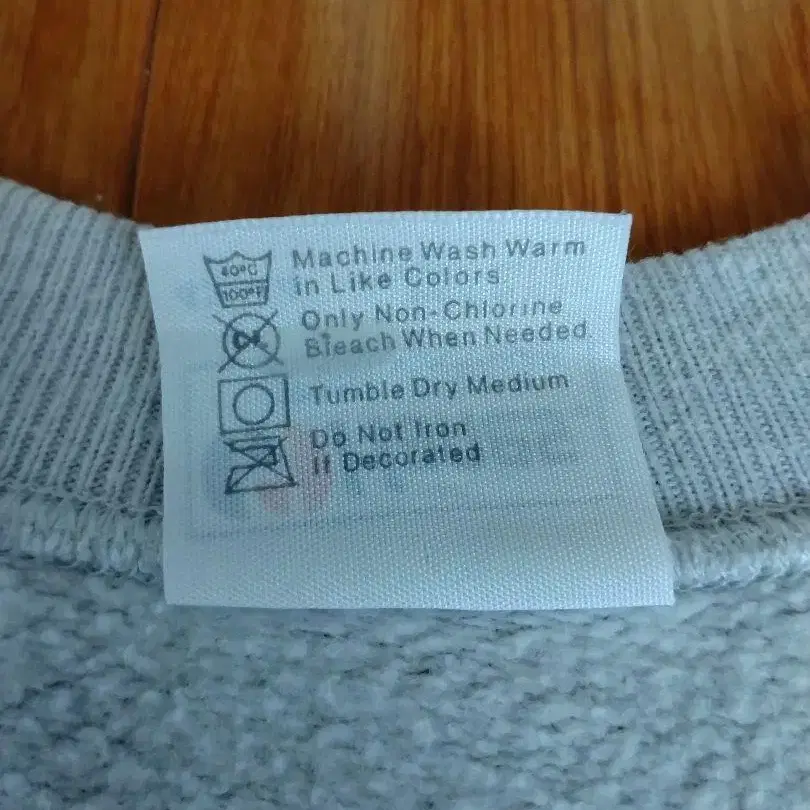 40°C
100°F
Machine Wash Warm
in Like Colors
Only Non-Chlorine
Bleach When Needed
Tumble Dry Medium
Do Not Iron
If Decorated